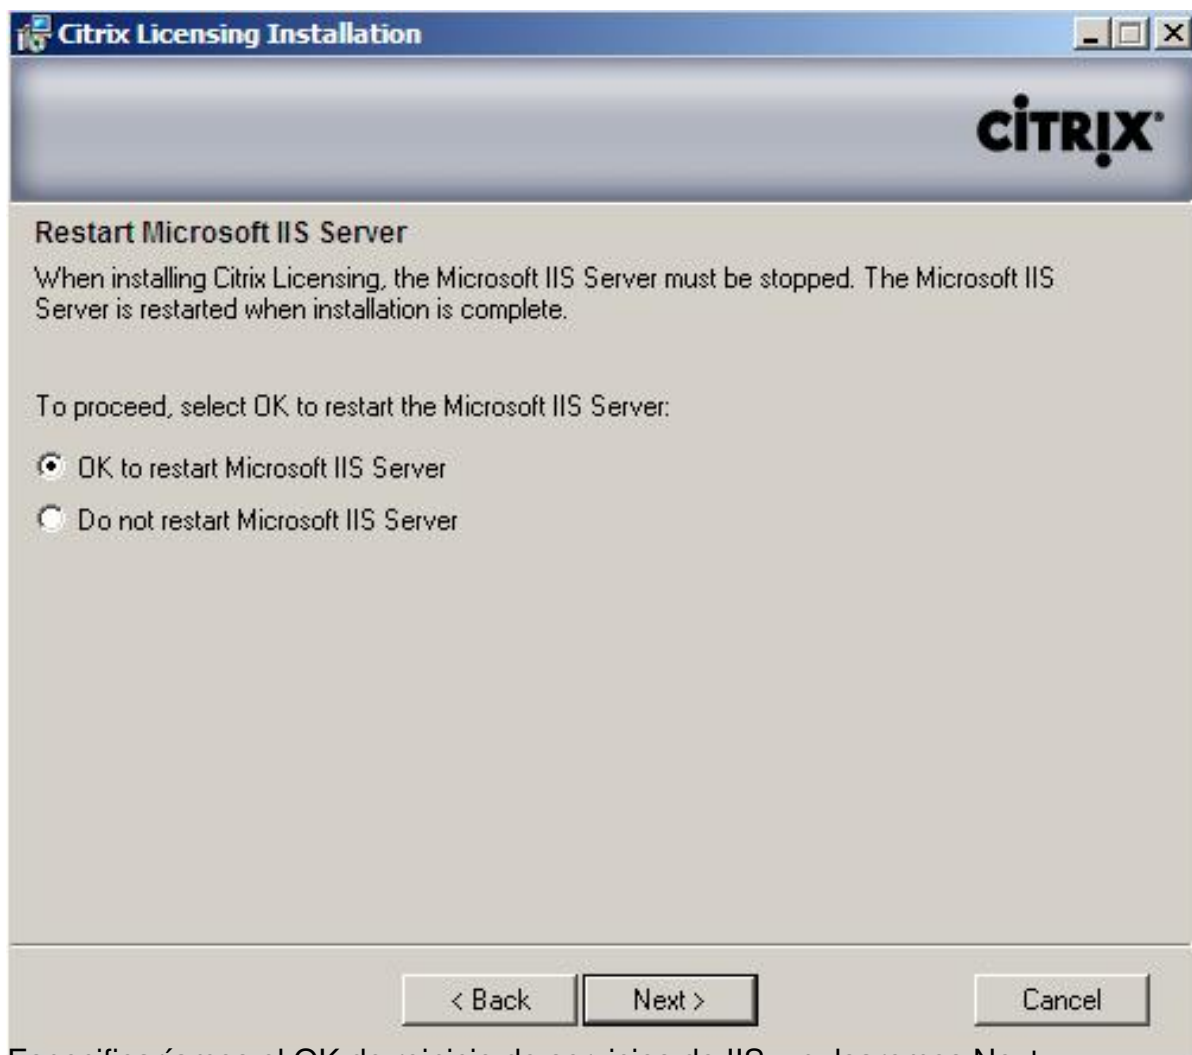 Citrix Licensing Installation
CİTRİX
Restart Microsoft IIS Server
When installing Citrix Licensing, the Microsoft IIS Server must be stopped. The Microsoft IIS
Server is restarted when installation is complete.
To proceed, select OK to restart the Microsoft IIS Server:
OK to restart Microsoft IIS Server
Do not restart Microsoft IIS Server
< Back
Next >
Cancel